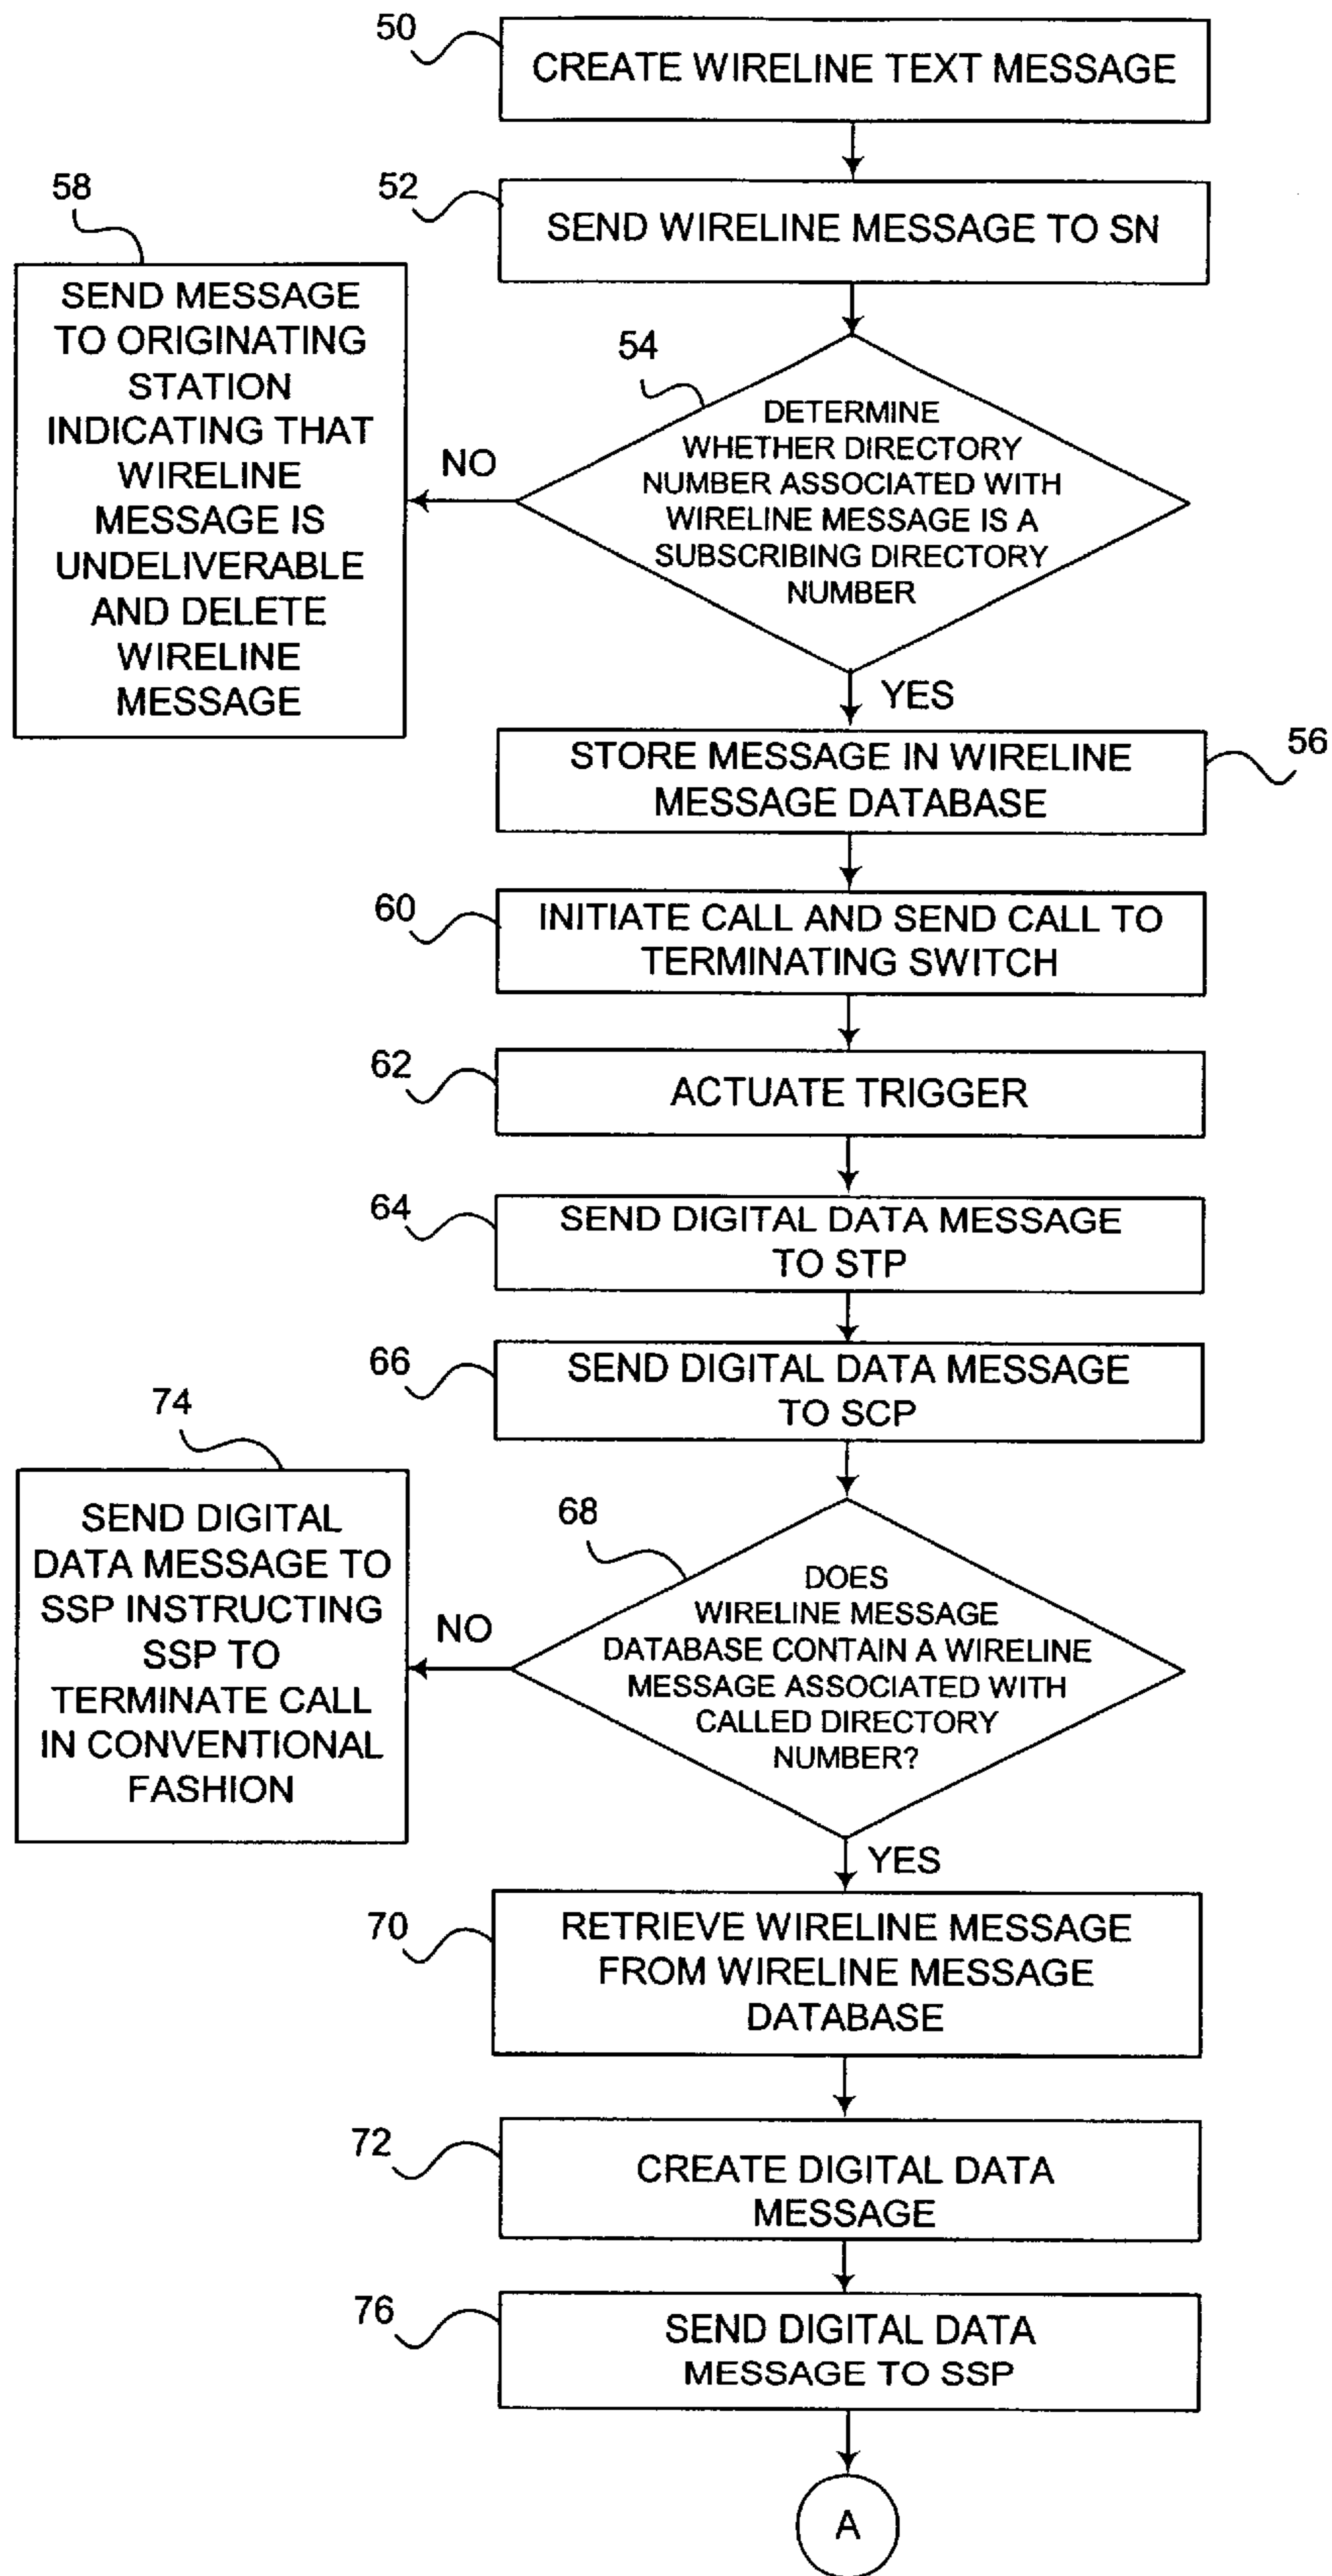 50
CREATE WIRELINE TEXT MESSAGE
52
SEND WIRELINE MESSAGE TO SN
58
SEND MESSAGE
TO ORIGINATING
STATION
INDICATING THAT
WIRELINE
MESSAGE IS
UNDELIVERABLE
AND DELETE
WIRELINE
MESSAGE
54
DETERMINE
WHETHER DIRECTORY
NUMBER ASSOCIATED WITH
WIRELINE MESSAGE IS A
SUBSCRIBING DIRECTORY
NUMBER
NO
YES
STORE MESSAGE IN WIRELINE
MESSAGE DATABASE
56
60
INITIATE CALL AND SEND CALL TO
TERMINATING SWITCH
62
ACTUATE TRIGGER
64
SEND DIGITAL DATA MESSAGE
TO STP
66
SEND DIGITAL DATA MESSAGE
TO SCP
74
SEND DIGITAL
DATA MESSAGE TO
SSP INSTRUCTING
SSP TO
TERMINATE CALL
IN CONVENTIONAL
FASHION
68
DOES
WIRELINE MESSAGE
DATABASE CONTAIN A WIRELINE
MESSAGE ASSOCIATED WITH
CALLED DIRECTORY
NUMBER?
NO
YES
70
RETRIEVE WIRELINE MESSAGE
FROM WIRELINE MESSAGE
DATABASE
72
CREATE DIGITAL DATA
MESSAGE
76
SEND DIGITAL DATA
MESSAGE TO SSP
A